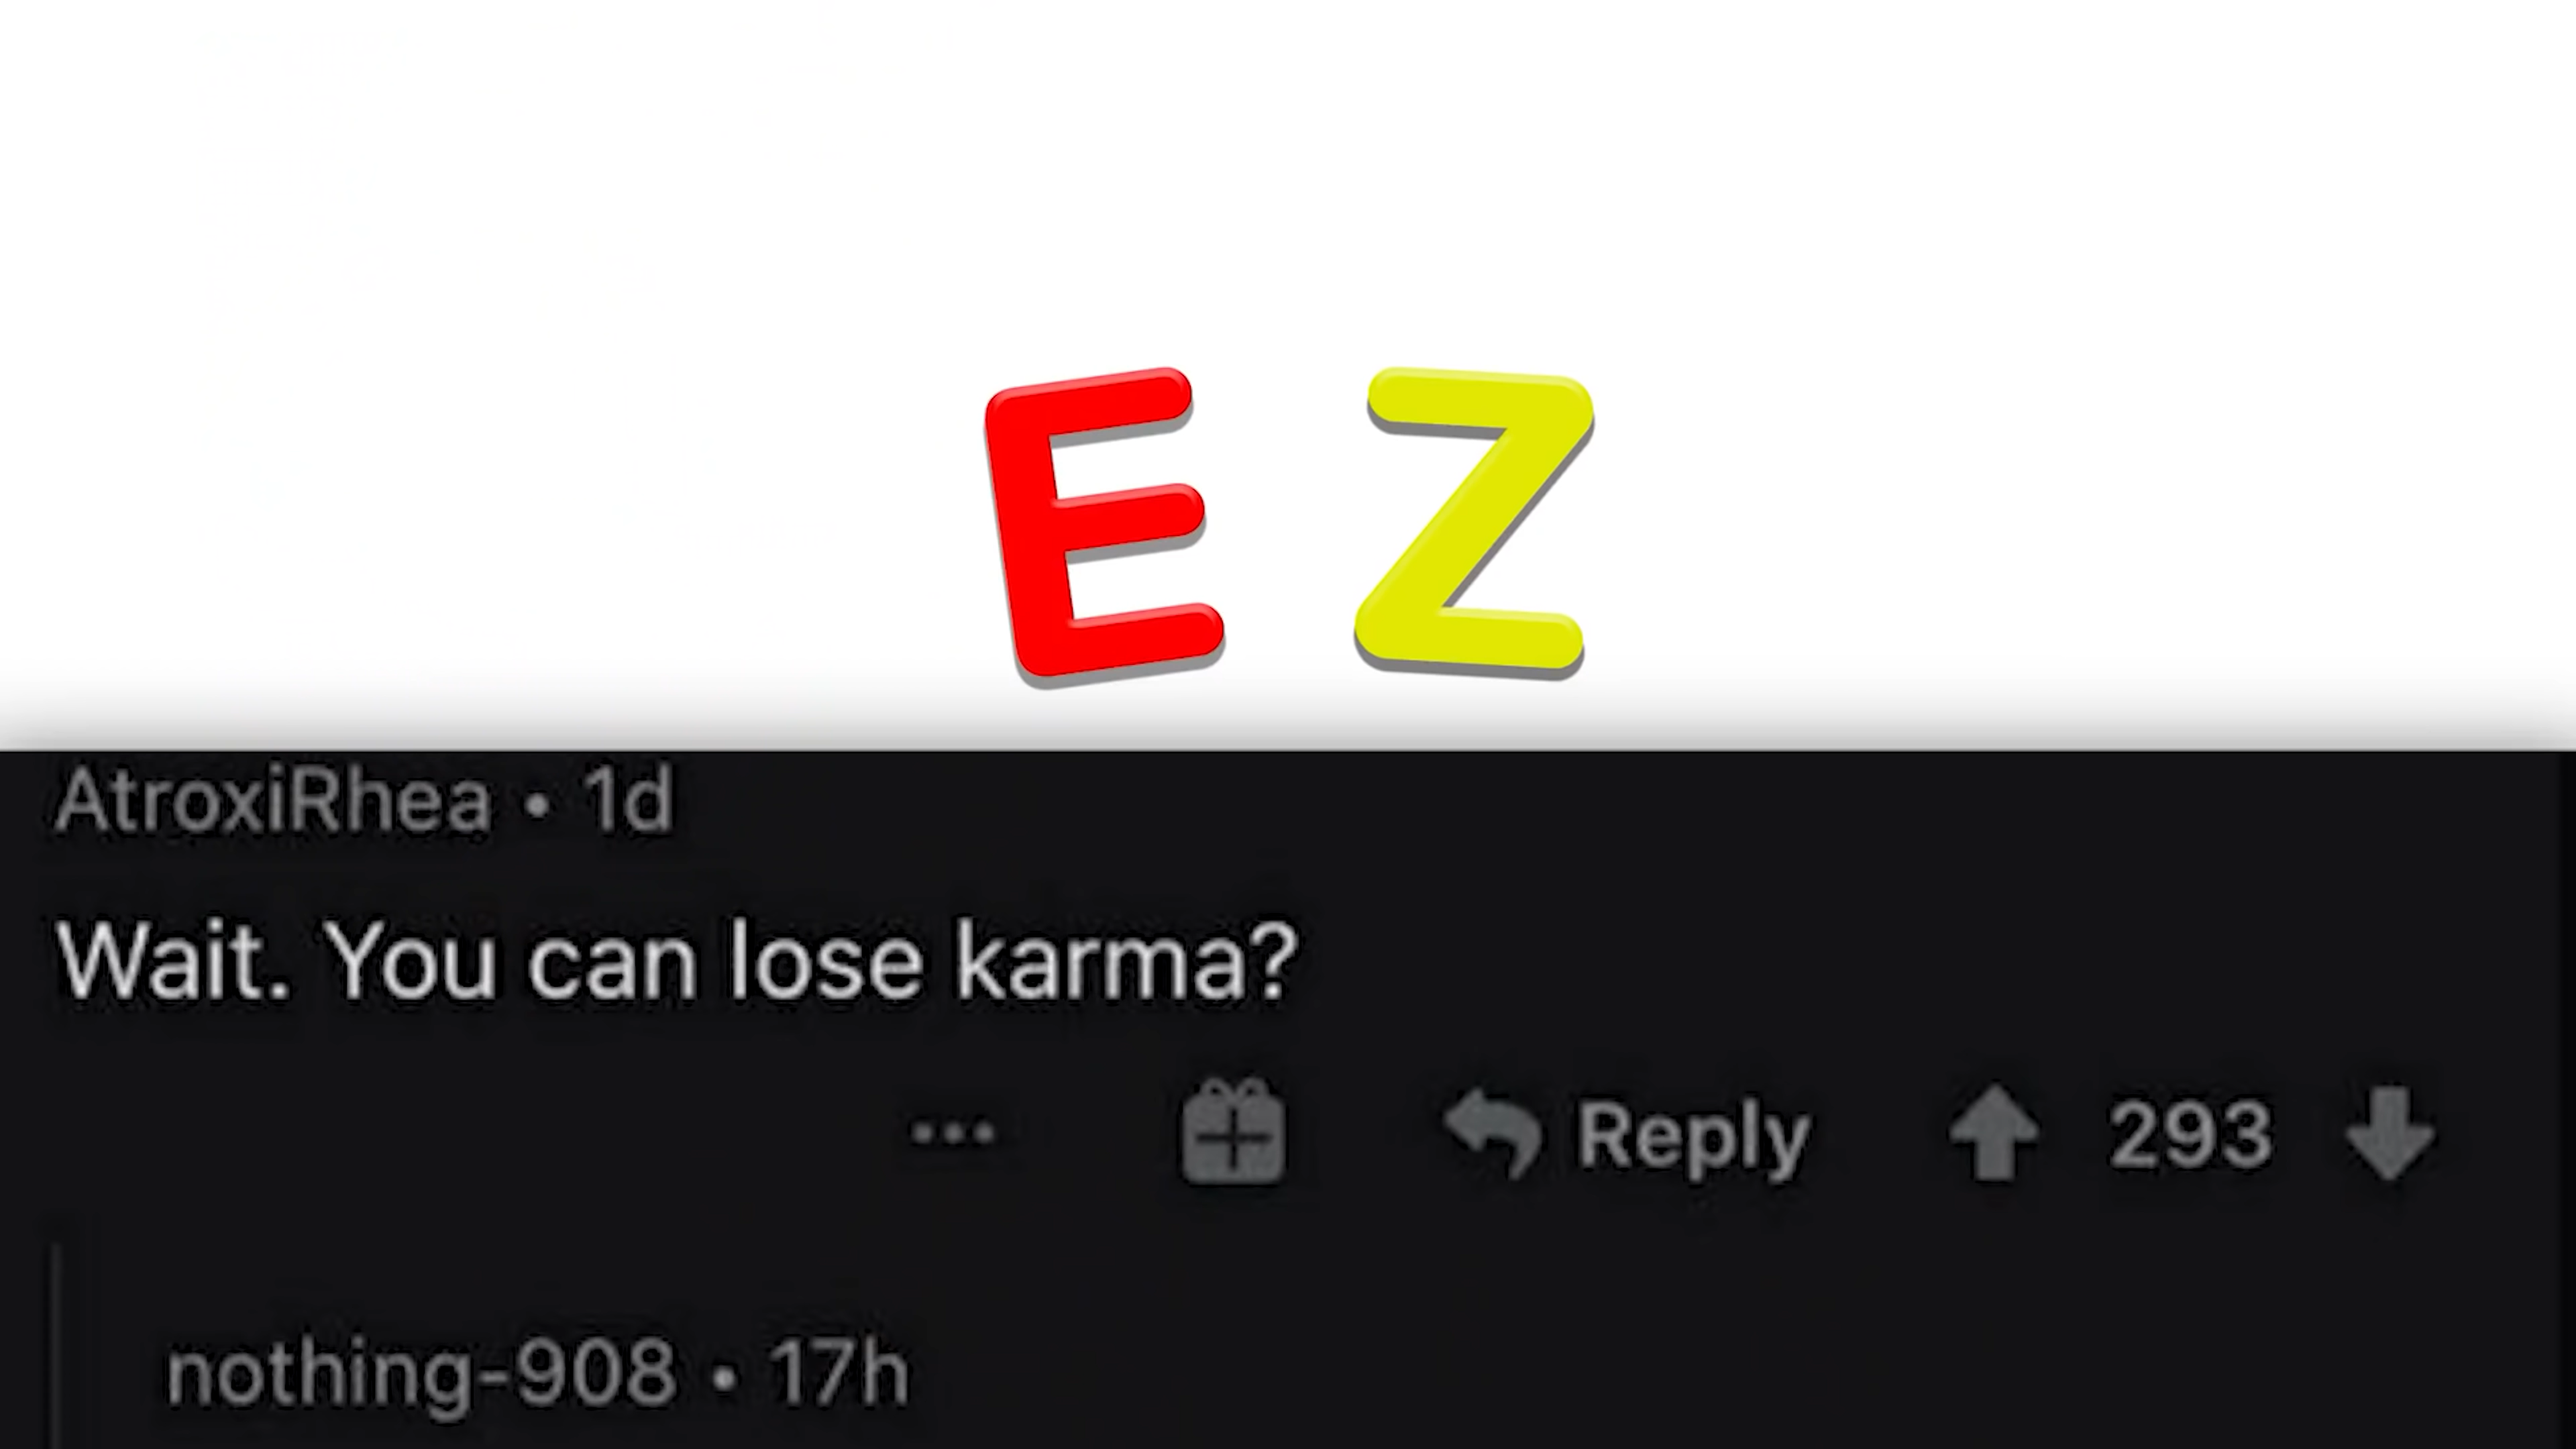 E Z
AtroxiRhea • 1d
Wait. You can lose karma?
Reply 293
nothing-908 • 17h